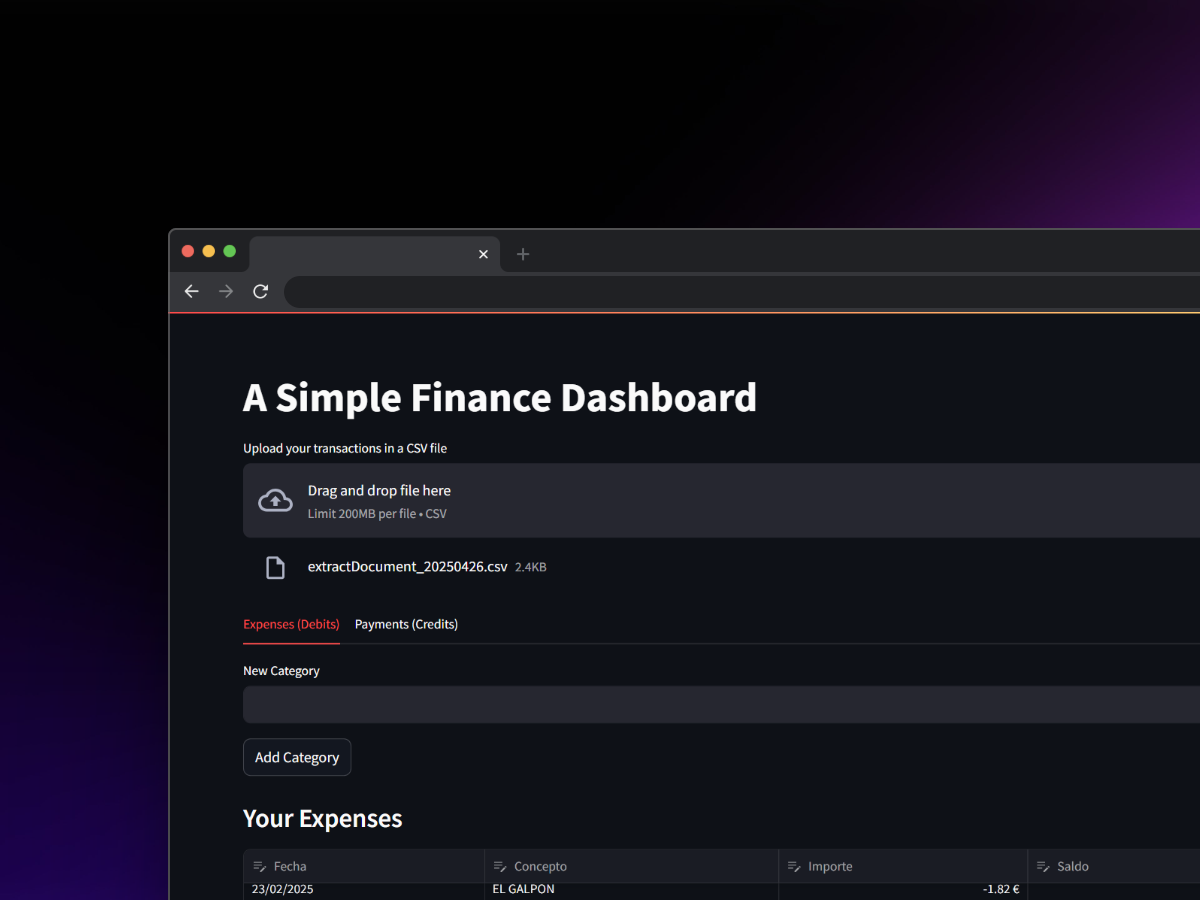 A Simple Finance Dashboard
Upload your transactions in a CSV file
Drag and drop file here
Limit 200MB per file • CSV
extractDocument_20250426.csv 2.4KB
Expenses (Debits) Payments (Credits)
New Category
Add Category
Your Expenses
Fecha Concepto Importe Saldo
23/02/2025 EL GALPON -1.82 €